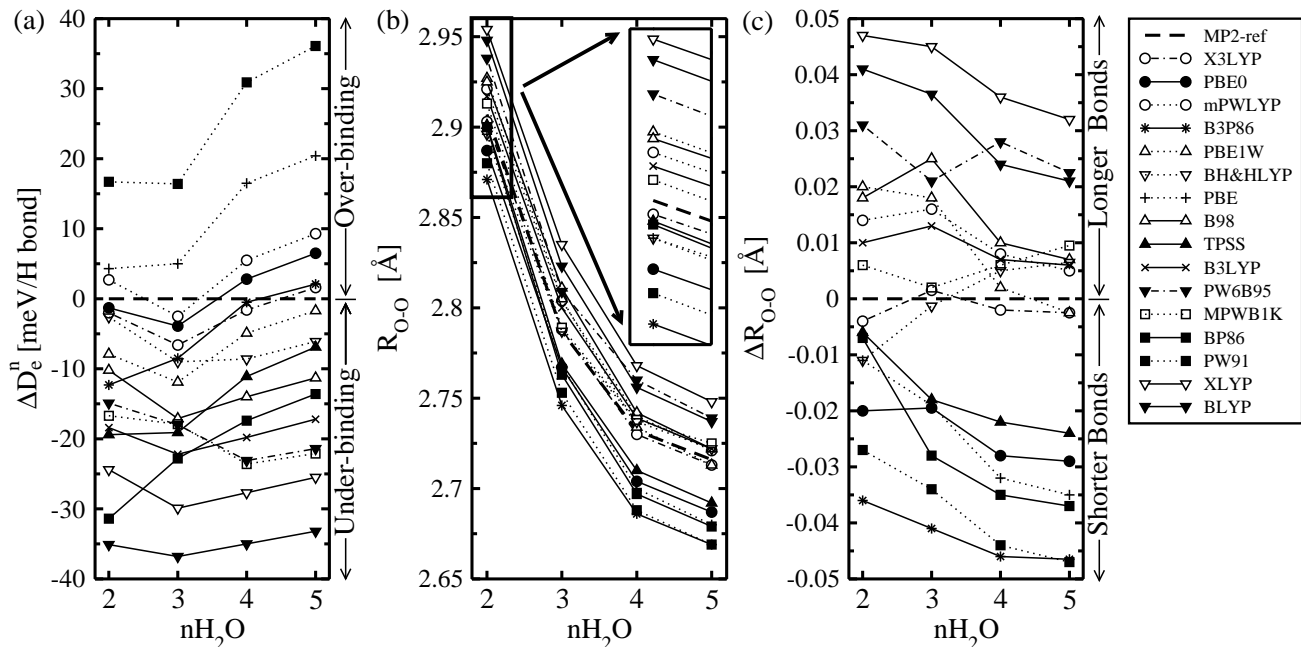 (a)
ΔD_e^n [meV/H bond]
40
30
20
10
0
-10
-20
-30
-40
2 3 4 5
nH₂O
Over-binding
Under-binding
(b)
R_O-O [Å]
2.95
2.90
2.85
2.80
2.75
2.70
2.65
2 3 4 5
nH₂O
(c)
ΔR_O-O [Å]
0.05
0.04
0.03
0.02
0.01
0
-0.01
-0.02
-0.03
-0.04
-0.05
2 3 4 5
nH₂O
Longer Bonds
Shorter Bonds
MP2-ref
X3LYP
PBE0
mPWLYP
B3P86
PBE1W
BH&HLYP
PBE
B98
TPSS
B3LYP
PW6B95
MPWB1K
BP86
PW91
XLYP
BLYP